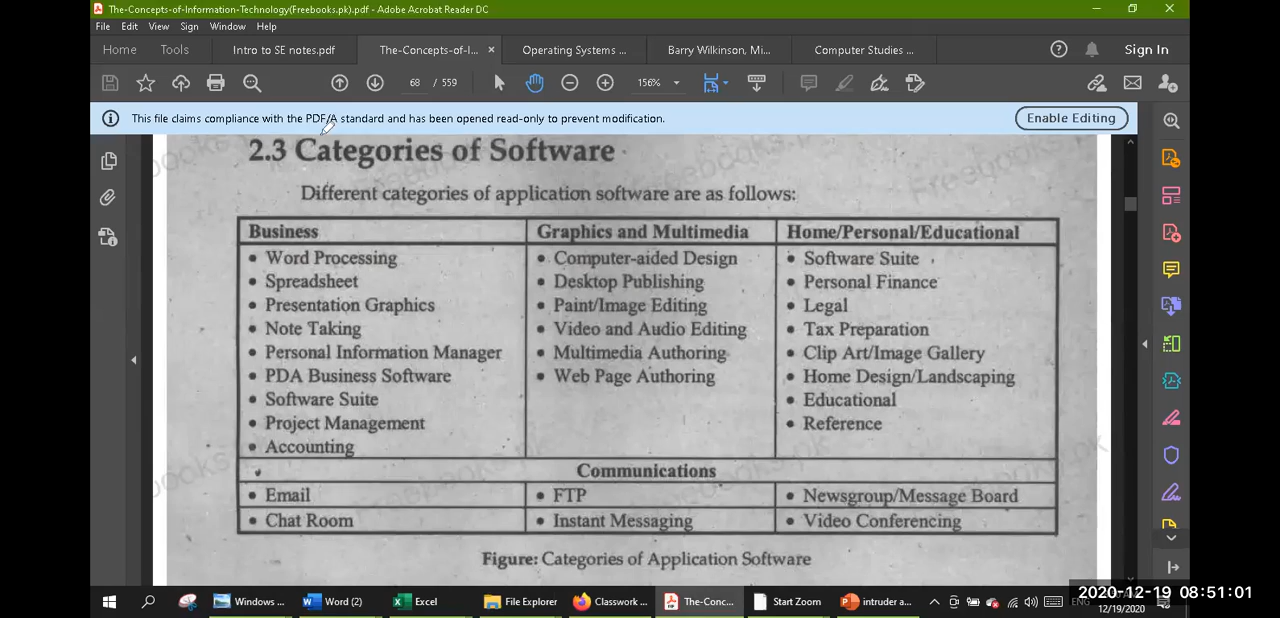 The-Concepts-of-Information-Technology(Freebooks.pk).pdf - Adobe Acrobat Reader DC
File Edit View Sign Window Help
Home Tools Intro to SE notes.pdf The-Concepts-of-I... × Operating Systems ... Barry Wilkinson, Mi... Computer Studies ... Sign In
68 / 559 156%
This file claims compliance with the PDF/A standard and has been opened read-only to prevent modification. Enable Editing
2.3 Categories of Software
Different categories of application software are as follows:
Business Graphics and Multimedia Home/Personal/Educational
• Word Processing • Computer-aided Design • Software Suite
• Spreadsheet • Desktop Publishing • Personal Finance
• Presentation Graphics • Paint/Image Editing • Legal
• Note Taking • Video and Audio Editing • Tax Preparation
• Personal Information Manager • Multimedia Authoring • Clip Art/Image Gallery
• PDA Business Software • Web Page Authoring • Home Design/Landscaping
• Software Suite • Educational
• Project Management • Reference
• Accounting
Communications
• Email • FTP • Newsgroup/Message Board
• Chat Room • Instant Messaging • Video Conferencing
Figure: Categories of Application Software
Windows ... Word (2) Excel File Explorer Classwork ... The-Conc... Start Zoom intruder a... ENG
2020-12-19 08:51:01
12/19/2020